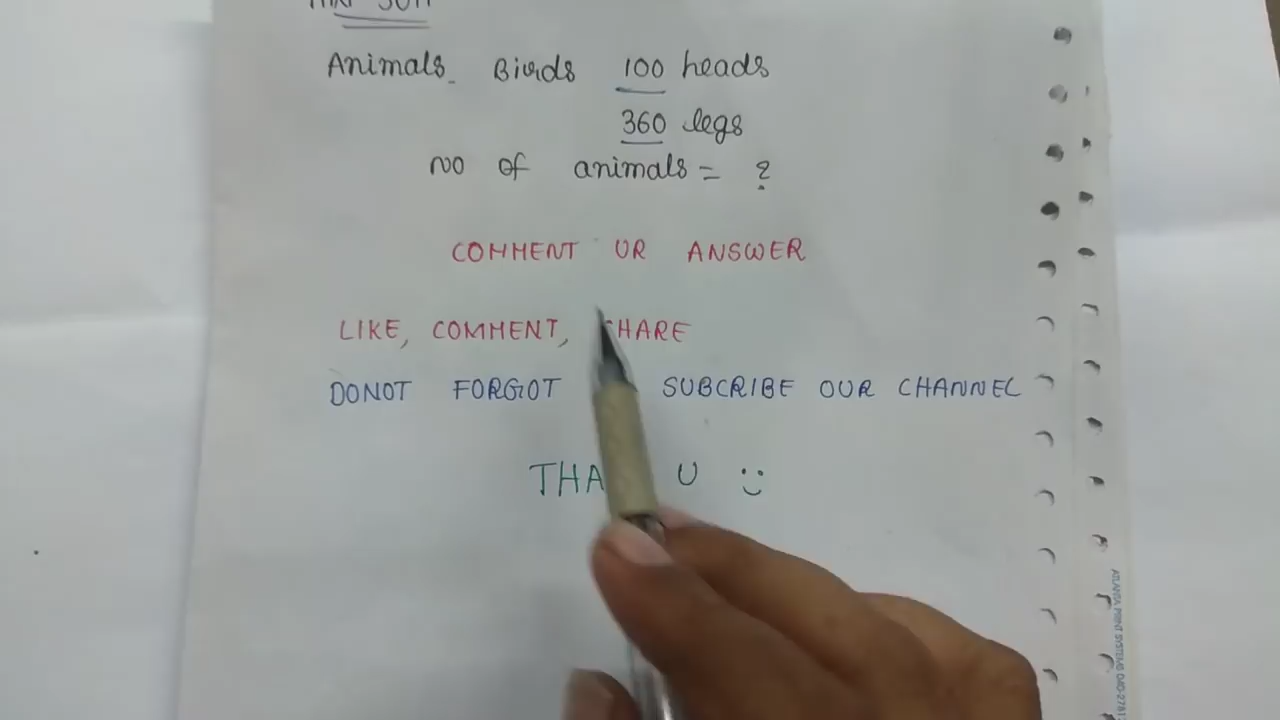 Animals_ Birds 100 heads
360 legs
no of animals = ?
COMMENT UR ANSWER
LIKE, COMMENT, SHARE
DONOT FORGOT SUBCRIBE OUR CHANNEL
U :)